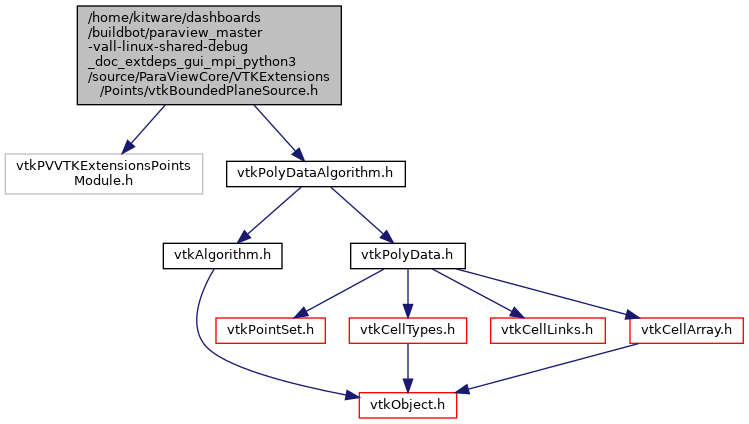 /home/kitware/dashboards
/buildbot/paraview_master
-vall-linux-shared-debug
_doc_extdeps_gui_mpi_python3
/source/ParaViewCore/VTKExtensions
/Points/vtkBoundedPlaneSource.h
vtkPVVTKExtensionsPoints
Module.h
vtkPolyDataAlgorithm.h
vtkAlgorithm.h
vtkPolyData.h
vtkPointSet.h
vtkCellTypes.h
vtkCellLinks.h
vtkCellArray.h
vtkObject.h